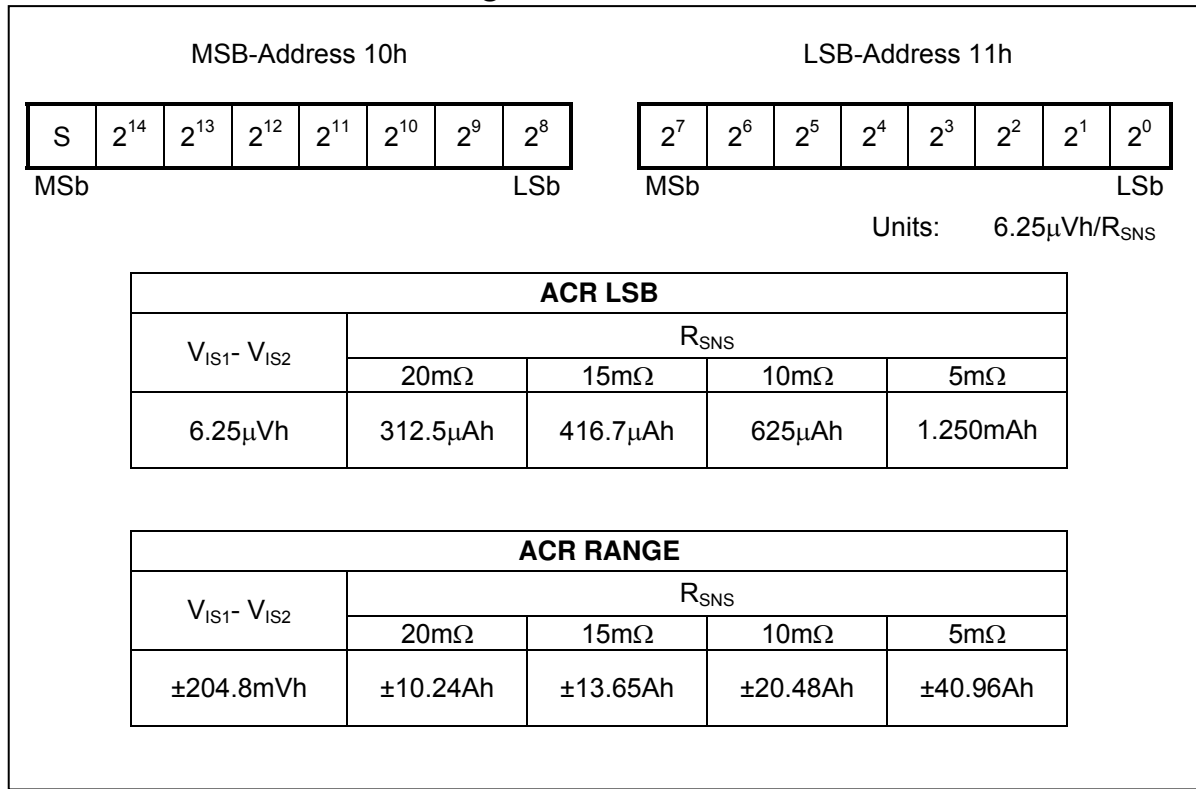 MSB-Address 10h LSB-Address 11h
S 2^14 2^13 2^12 2^11 2^10 2^9 2^8 2^7 2^6 2^5 2^4 2^3 2^2 2^1 2^0
MSb LSb MSb LSb
Units: 6.25μVh/R_SNS
ACR LSB
V_IS1- V_IS2 R_SNS
20mΩ 15mΩ 10mΩ 5mΩ
6.25μVh 312.5μAh 416.7μAh 625μAh 1.250mAh
ACR RANGE
V_IS1- V_IS2 R_SNS
20mΩ 15mΩ 10mΩ 5mΩ
±204.8mVh ±10.24Ah ±13.65Ah ±20.48Ah ±40.96Ah